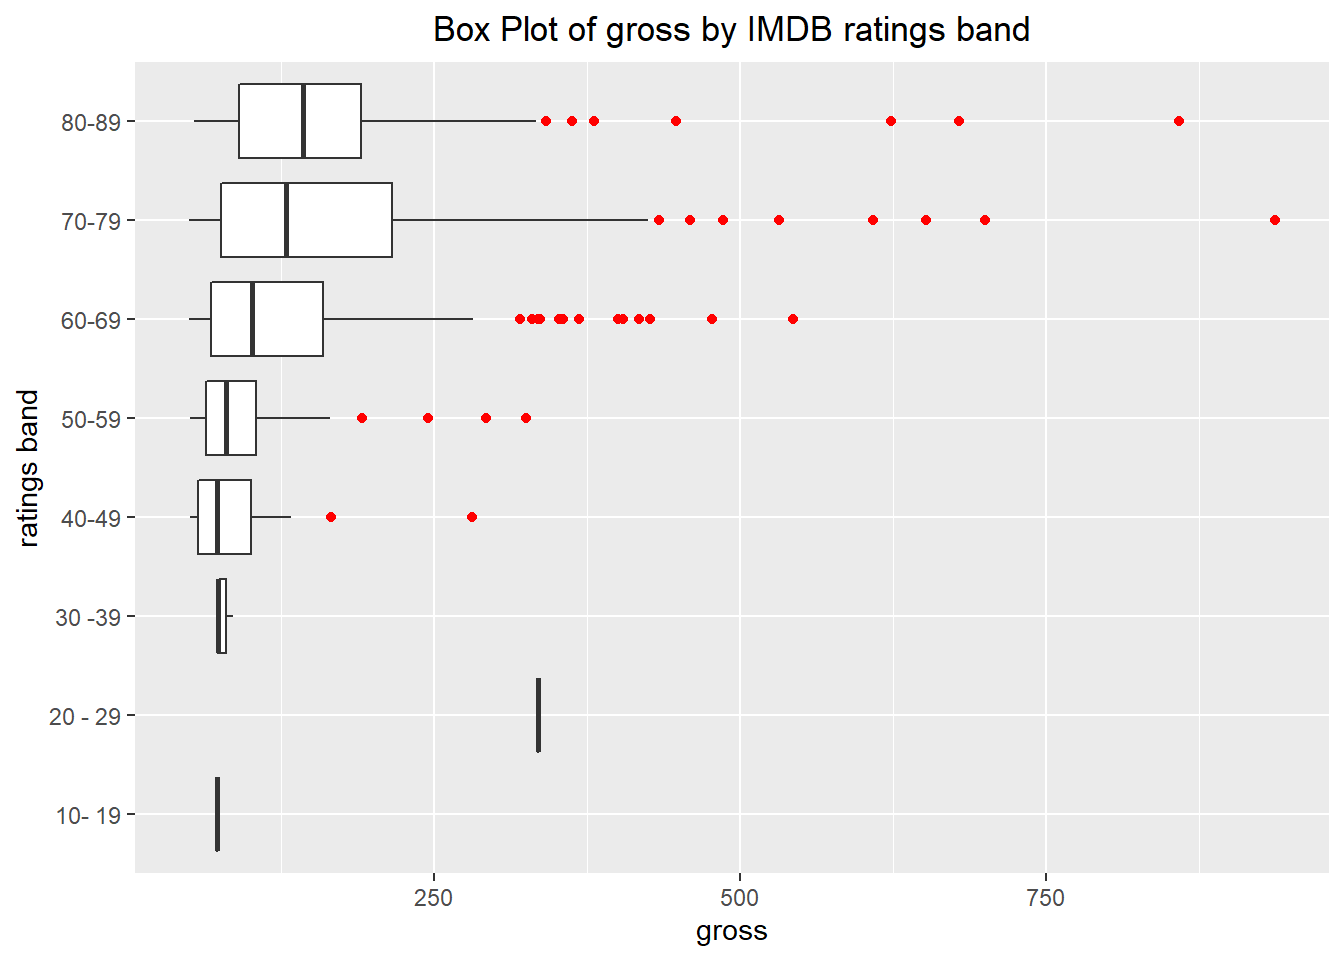 Box Plot of gross by IMDB ratings band
80-89
70-79
60-69
50-59
40-49
30 -39
20 - 29
10- 19
ratings band
250
500
750
gross